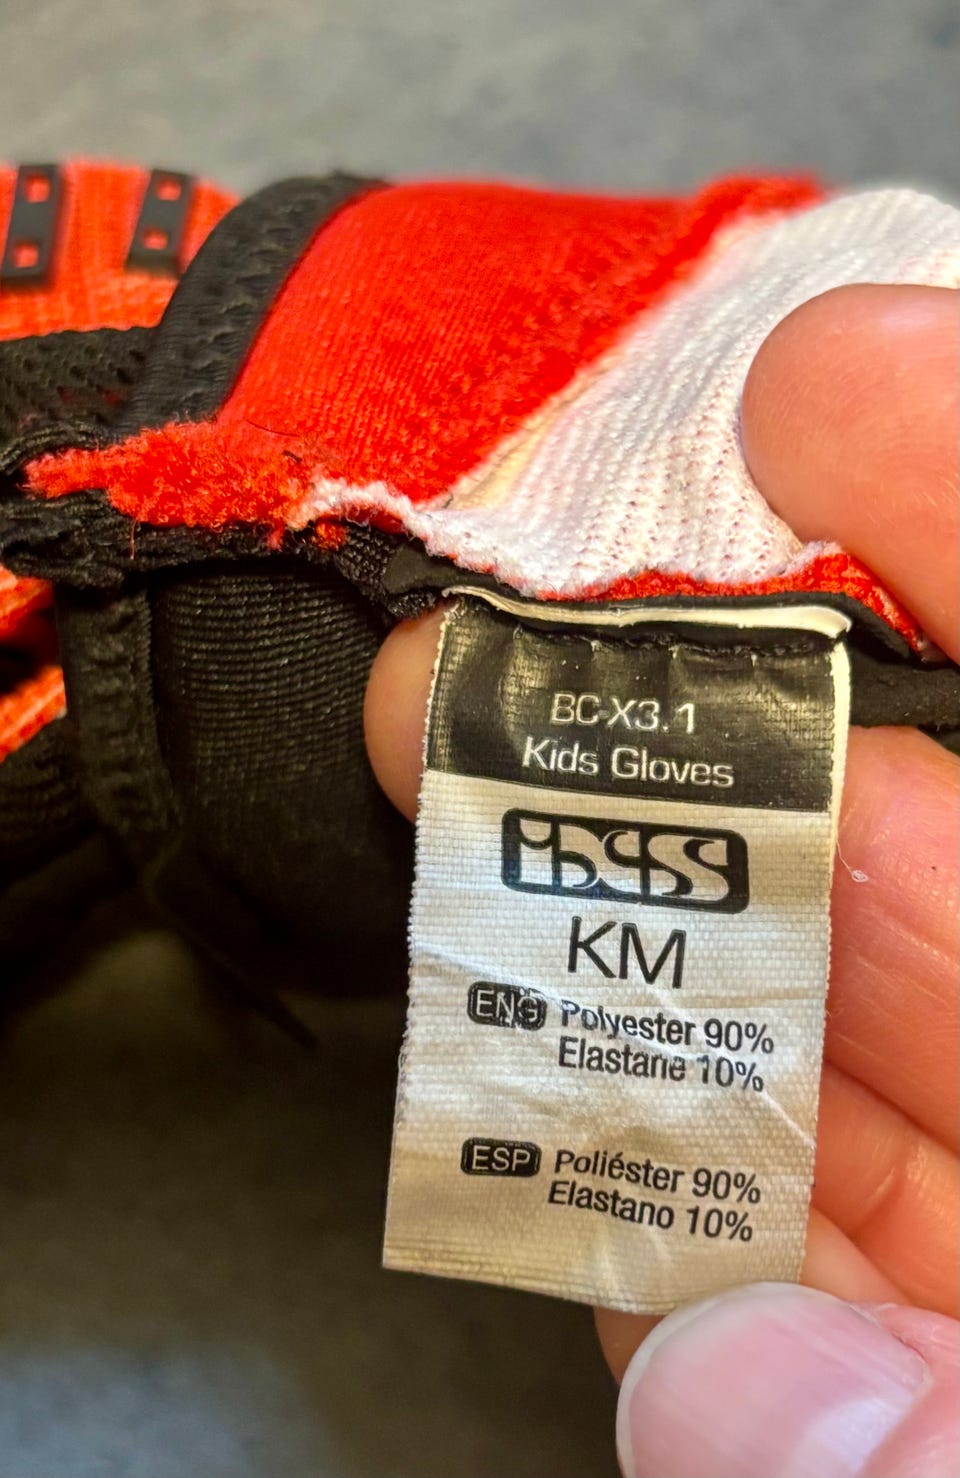 BC-X3.1
Kids Gloves
iXS
KM
ENG Polyester 90%
Elastane 10%
ESP Poliéster 90%
Elastano 10%